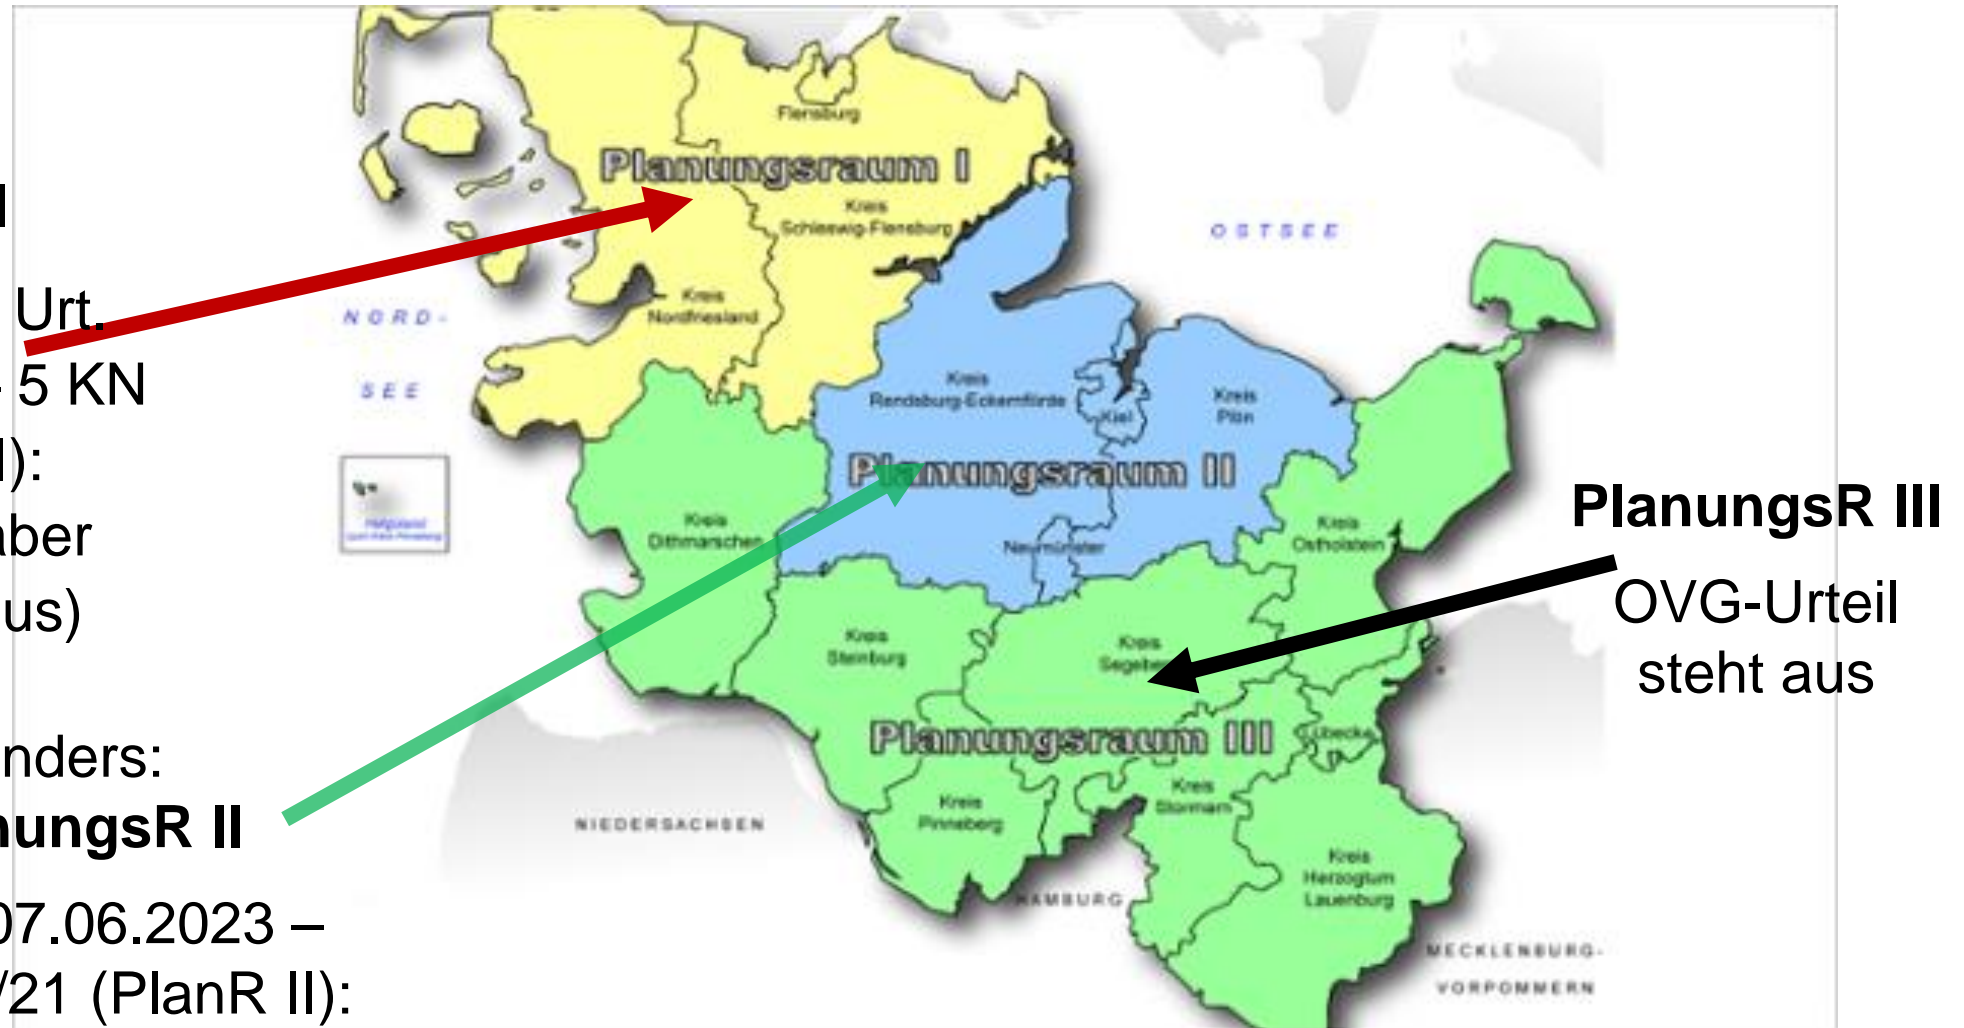 Urt.
5 KN
):
aber
us)
nders:
nungsR II
07.06.2023 –
/21 (PlanR II):
Flensburg
Planungsraum I
Kreis
Schleswig-Flensburg
OSTSEE
NORD-
SEE
Kreis
Nordfriesland
Kreis
Rendsburg-Eckernförde
Kiel
Kreis
Plön
Planungsraum II
Helgoland
Kreis
Dithmarschen
Neumünster
Kreis
Ostholstein
PlanungsR III
OVG-Urteil
steht aus
Kreis
Steinburg
Kreis
Segeberg
Planungsraum III
Lübeck
Kreis
Pinneberg
Kreis
Stormarn
NIEDERSACHSEN
HAMBURG
Kreis
Herzogtum
Lauenburg
MECKLENBURG-
VORPOMMERN